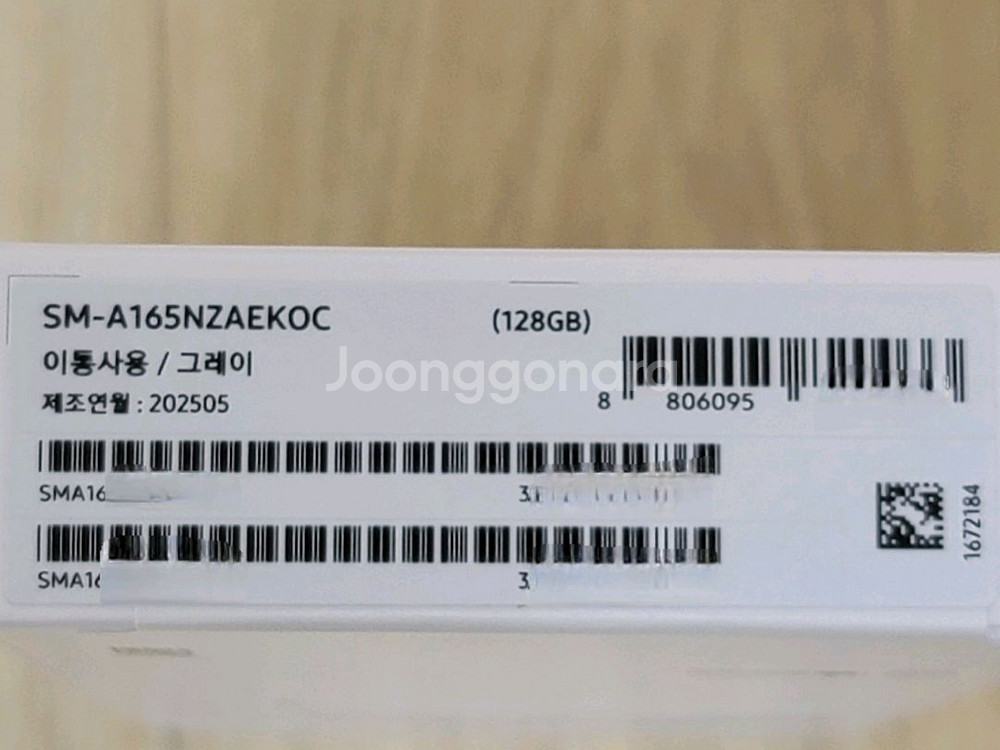 SM-A165NZAEKOC (128GB)
이통사용 / 그레이
Joonggonara
제조연월 : 202505
8 806095
SMA16
3
SMA16
3
1672184